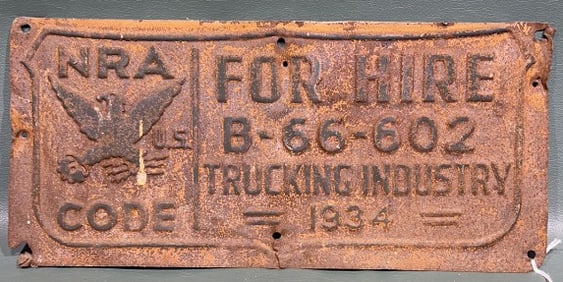 NRA
U.S.
CODE
FOR HIRE
B-66-602
TRUCKING INDUSTRY
= 1934 =